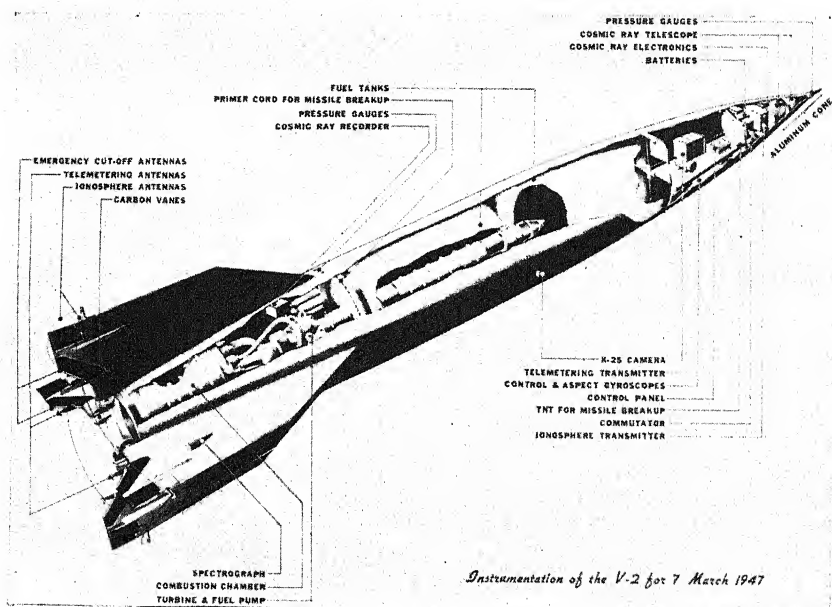 PRESSURE GAUGES
COSMIC RAY TELESCOPE
COSMIC RAY ELECTRONICS
BATTERIES
FUEL TANKS
PRIMER CORD FOR MISSILE BREAKUP
PRESSURE GAUGES
COSMIC RAY RECORDER
ALUMINUM CONE
EMERGENCY CUT-OFF ANTENNAS
TELEMETERING ANTENNAS
IONOSPHERE ANTENNAS
CARBON VANES
K-25 CAMERA
TELEMETERING TRANSMITTER
CONTROL & ASPECT GYROSCOPES
CONTROL PANEL
TNT FOR MISSILE BREAKUP
COMMUTATOR
IONOSPHERE TRANSMITTER
SPECTROGRAPH
COMBUSTION CHAMBER
TURBINE & FUEL PUMP
Instrumentation of the V-2 for 7 March 1947